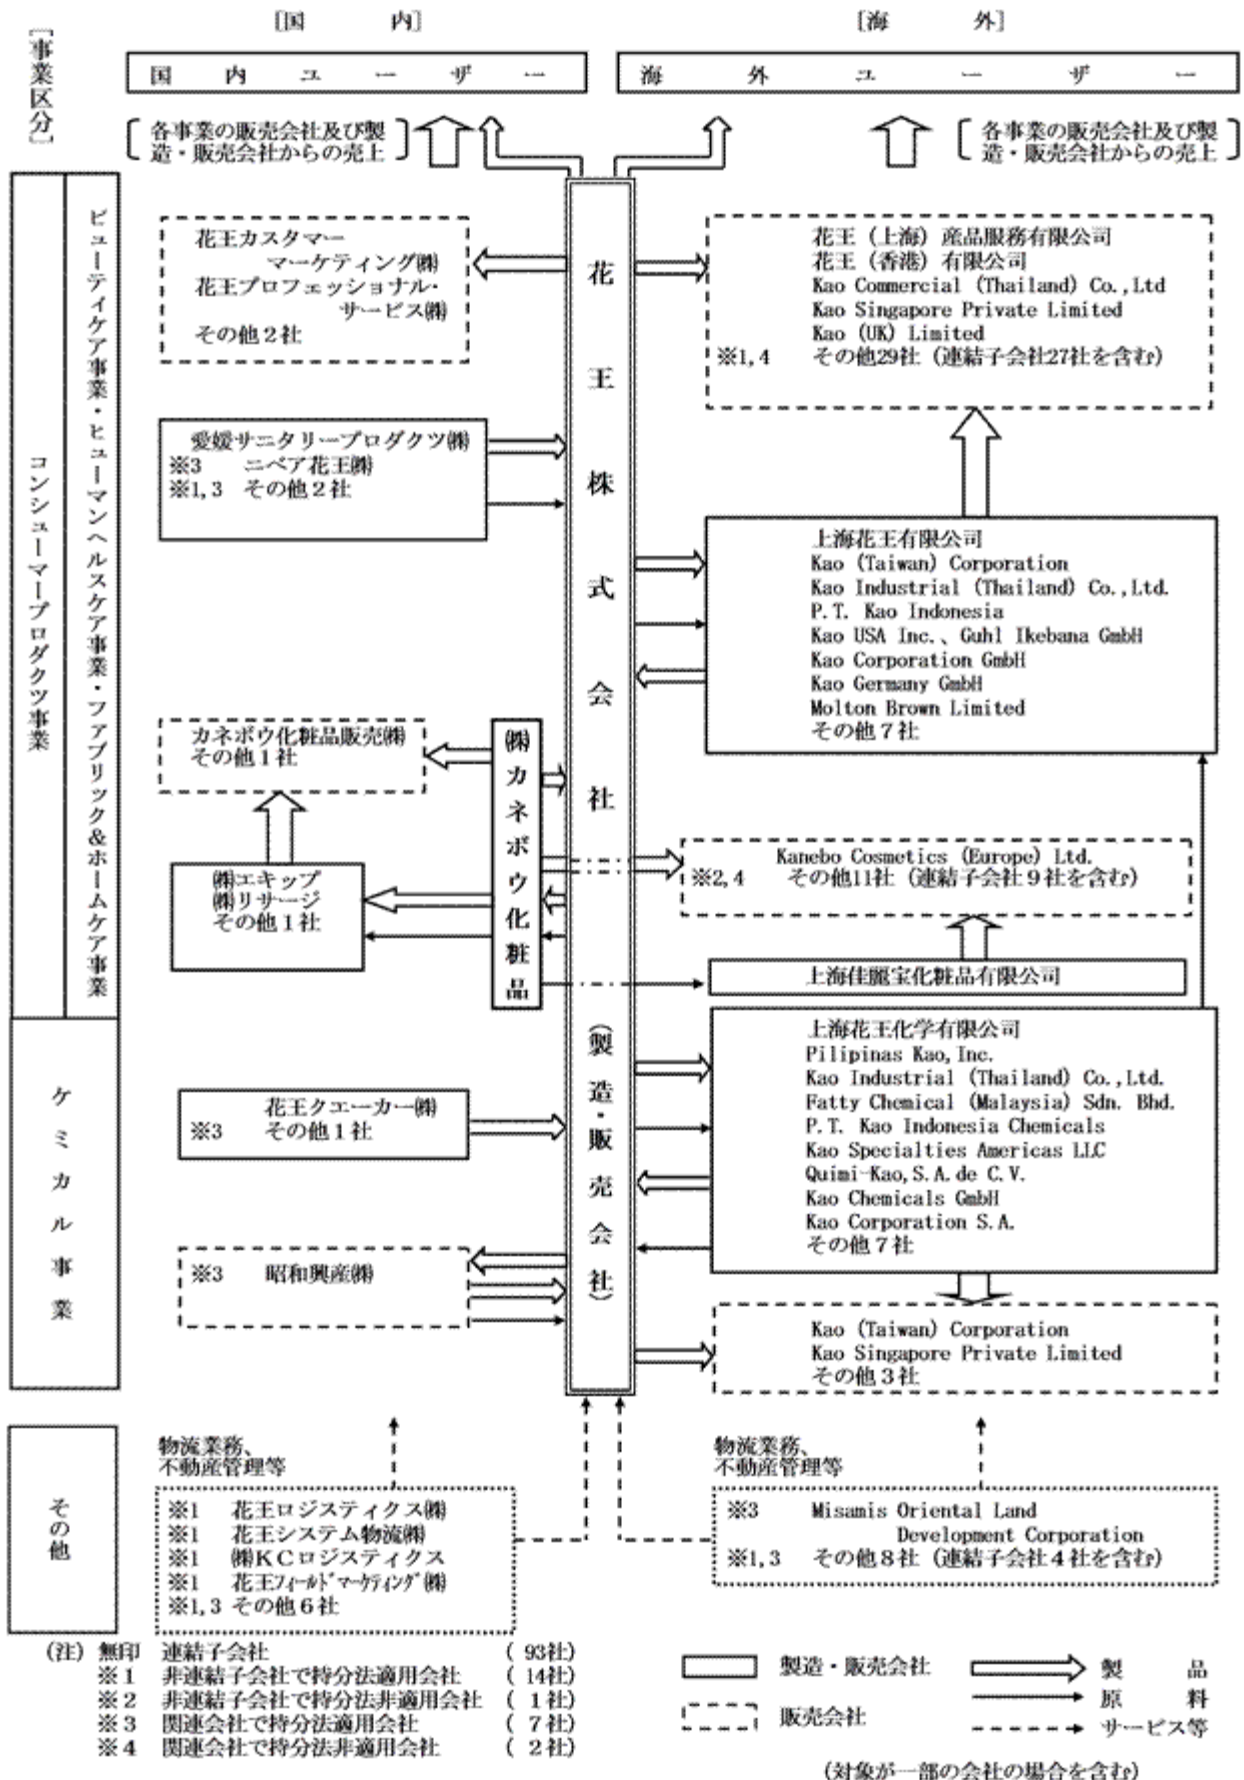 [国　　内]
[海　　外]
[事業区分]
国内ユーザー
海外ユーザー
各事業の販売会社及び製
造・販売会社からの売上
各事業の販売会社及び製
造・販売会社からの売上
コンシューマープロダクツ事業
ビューティケア事業・ヒューマンヘルスケア事業・ファブリック&ホームケア事業
花王カスタマー
マーケティング㈱
花王プロフェッショナル・
サービス㈱
その他2社
愛媛サニタリープロダクツ㈱
※3 ニベア花王㈱
※1,3 その他2社
カネボウ化粧品販売㈱
その他1社
㈱エキップ
㈱リサージ
その他1社
㈱カネボウ化粧品
花王株式会社(製造・販売会社)
花王（上海）産品服務有限公司
花王（香港）有限公司
Kao Commercial (Thailand) Co.,Ltd
Kao Singapore Private Limited
Kao (UK) Limited
※1,4 その他29社（連結子会社27社を含む）
上海花王有限公司
Kao (Taiwan) Corporation
Kao Industrial (Thailand) Co.,Ltd.
P.T. Kao Indonesia
Kao USA Inc.、Guhl Ikebana GmbH
Kao Corporation GmbH
Kao Germany GmbH
Molton Brown Limited
その他7社
Kanebo Cosmetics (Europe) Ltd.
※2,4 その他11社（連結子会社9社を含む）
上海佳麗宝化粧品有限公司
ケミカル事業
花王クエーカー㈱
※3 その他1社
※3 昭和興産㈱
上海花王化学有限公司
Pilipinas Kao,Inc.
Kao Industrial (Thailand) Co.,Ltd.
Fatty Chemical (Malaysia) Sdn. Bhd.
P.T. Kao Indonesia Chemicals
Kao Specialties Americas LLC
Quimi-Kao,S.A.de C.V.
Kao Chemicals GmbH
Kao Corporation S.A.
その他7社
Kao (Taiwan) Corporation
Kao Singapore Private Limited
その他3社
その他
物流業務、
不動産管理等
※1 花王ロジスティクス㈱
※1 花王システム物流㈱
※1 ㈱KCロジスティクス
※1 花王フィールドマーケティング㈱
※1,3 その他6社
物流業務、
不動産管理等
※3 Misamis Oriental Land
Development Corporation
※1,3 その他8社（連結子会社4社を含む）
(注) 無印 連結子会社 ( 93社)
※1 非連結子会社で持分法適用会社 ( 14社)
※2 非連結子会社で持分法非適用会社 ( 1社)
※3 関連会社で持分法適用会社 ( 7社)
※4 関連会社で持分法非適用会社 ( 2社)
製造・販売会社
販売会社
製　　品
原　　料
サービス等
(対象が一部の会社の場合を含む)